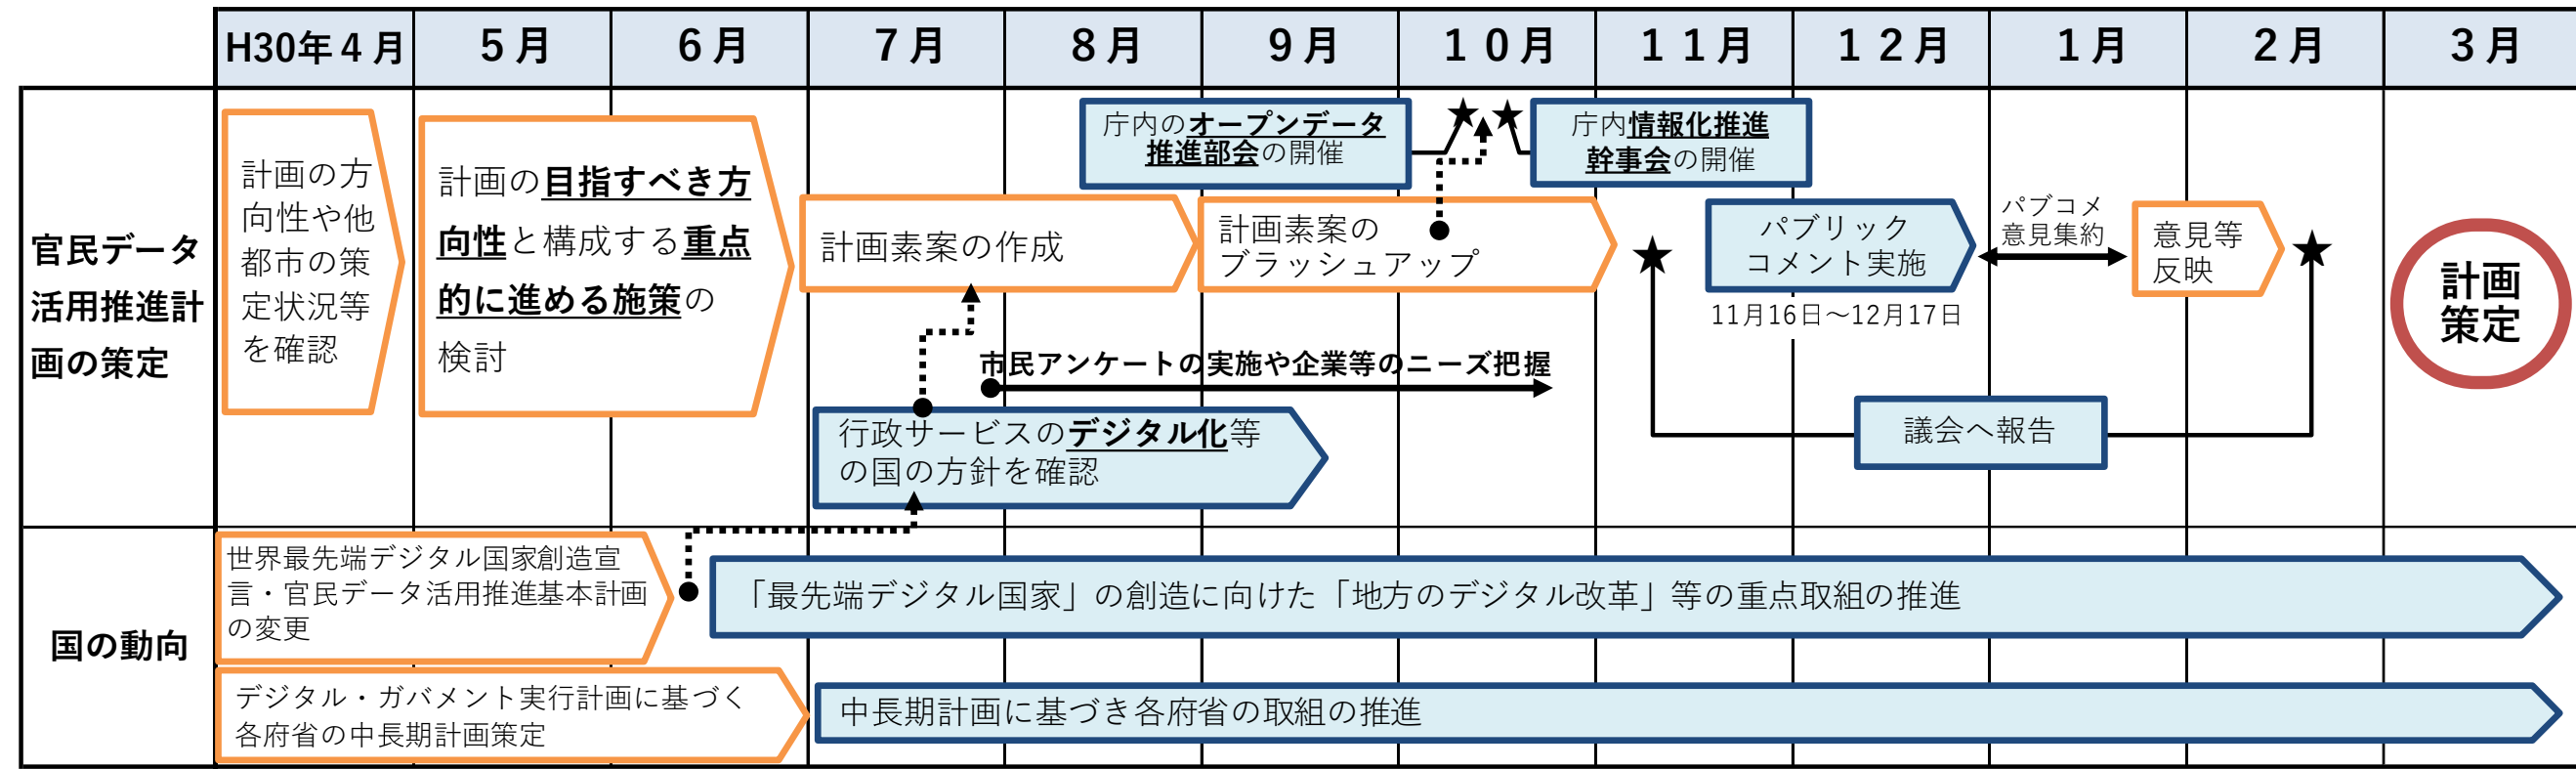 H30年４月
５月
６月
７月
８月
９月
１０月
１１月
１２月
１月
２月
３月
官民データ
活用推進計
画の策定
計画の方
向性や他
都市の策
定状況等
を確認
計画の目指すべき方
向性と構成する重点
的に進める施策の
検討
計画素案の作成
庁内のオープンデータ
推進部会の開催
計画素案の
ブラッシュアップ
庁内情報化推進
幹事会の開催
パブリック
コメント実施
11月16日～12月17日
パブコメ
意見集約
意見等
反映
計画
策定
市民アンケートの実施や企業等のニーズ把握
行政サービスのデジタル化等
の国の方針を確認
議会へ報告
国の動向
世界最先端デジタル国家創造宣
言・官民データ活用推進基本計画
の変更
「最先端デジタル国家」の創造に向けた「地方のデジタル改革」等の重点取組の推進
デジタル・ガバメント実行計画に基づく
各府省の中長期計画策定
中長期計画に基づき各府省の取組の推進